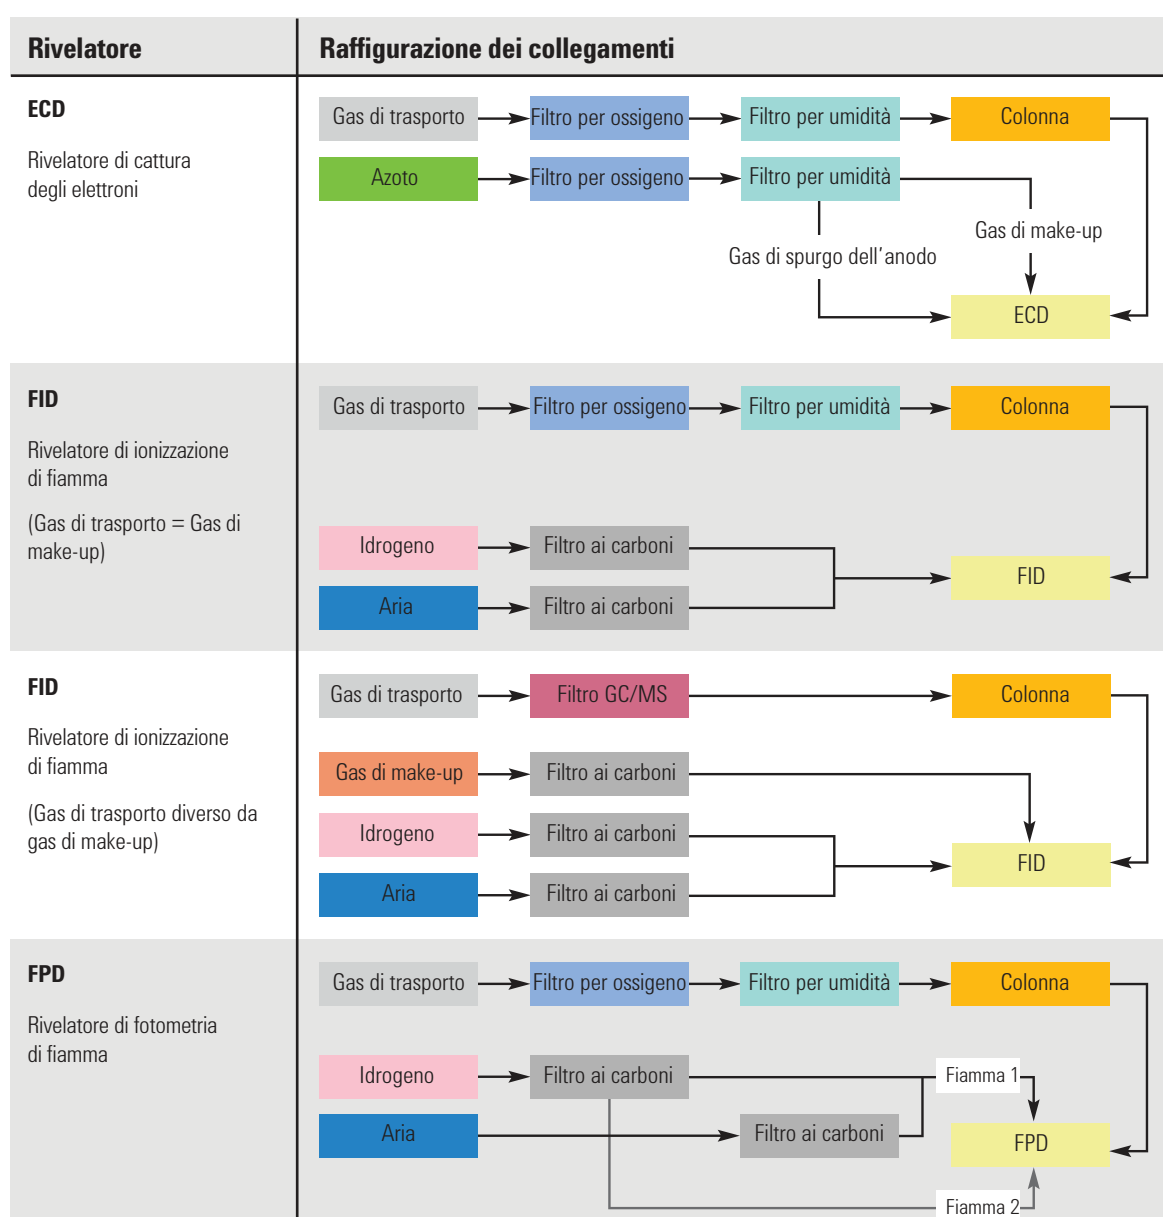 Rivelatore
Raffigurazione dei collegamenti
ECD
Rivelatore di cattura
degli elettroni
Gas di trasporto
Filtro per ossigeno
Filtro per umidità
Colonna
Azoto
Filtro per ossigeno
Filtro per umidità
Gas di make-up
Gas di spurgo dell'anodo
ECD
FID
Rivelatore di ionizzazione
di fiamma
(Gas di trasporto = Gas di
make-up)
Gas di trasporto
Filtro per ossigeno
Filtro per umidità
Colonna
Idrogeno
Filtro ai carboni
FID
Aria
Filtro ai carboni
FID
Rivelatore di ionizzazione
di fiamma
(Gas di trasporto diverso da
gas di make-up)
Gas di trasporto
Filtro GC/MS
Colonna
Gas di make-up
Filtro ai carboni
Idrogeno
Filtro ai carboni
FID
Aria
Filtro ai carboni
FPD
Rivelatore di fotometria
di fiamma
Gas di trasporto
Filtro per ossigeno
Filtro per umidità
Colonna
Idrogeno
Filtro ai carboni
Fiamma 1
Aria
Filtro ai carboni
FPD
Fiamma 2